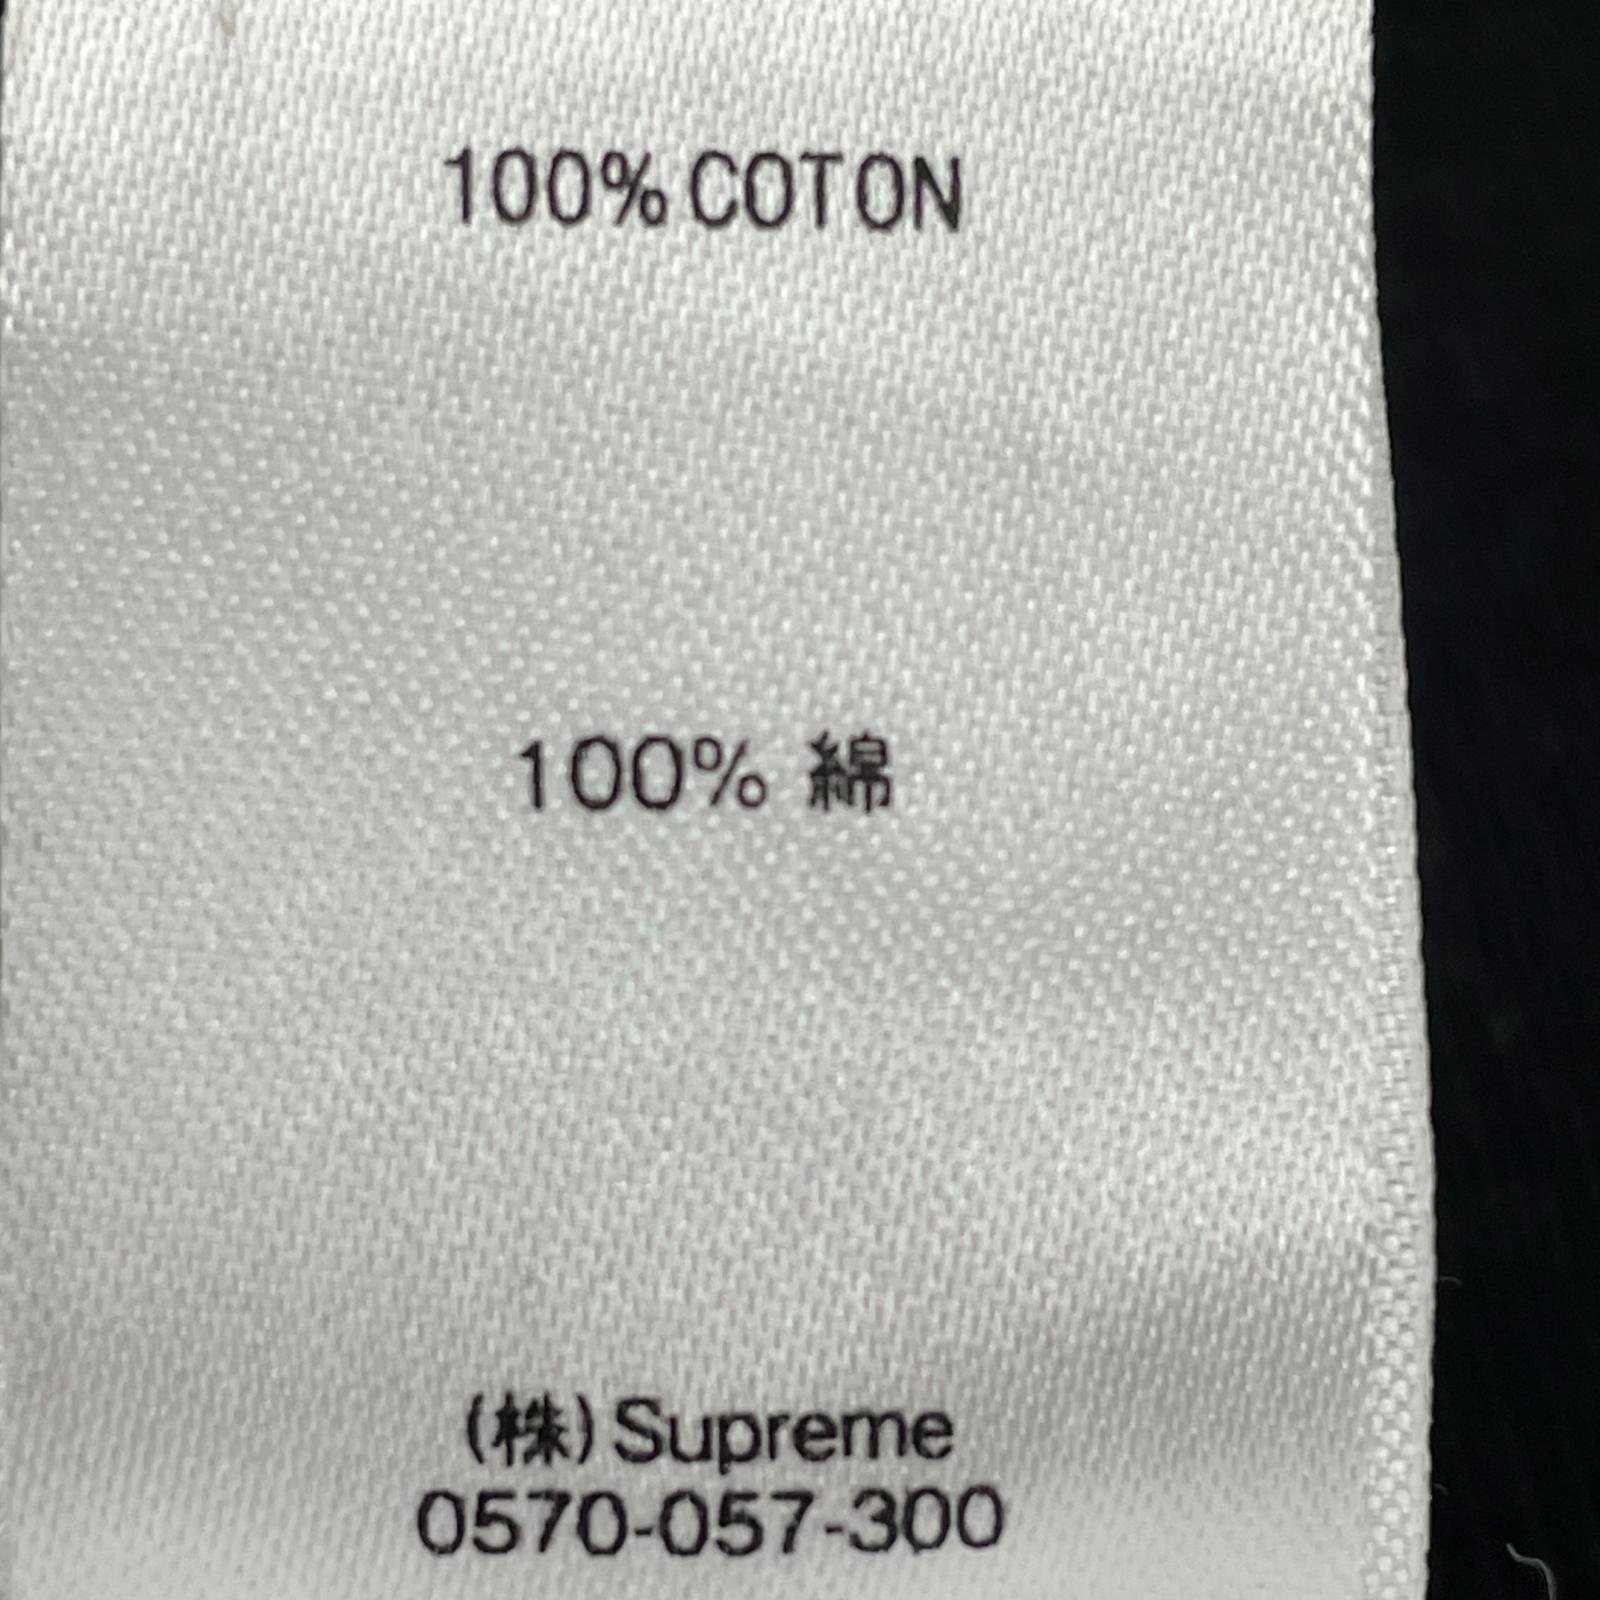 100% COTON
100% 綿
(株) Supreme
0570-057-300